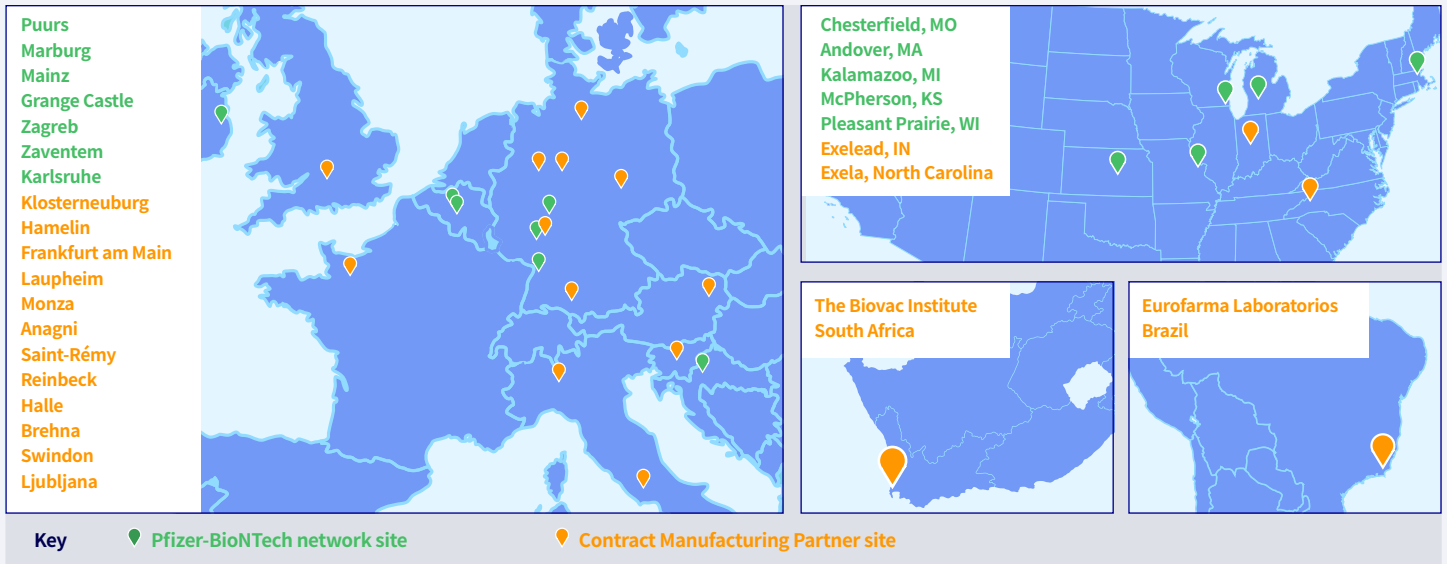 Puurs
Marburg
Mainz
Grange Castle
Zagreb
Zaventem
Karlsruhe
Klosterneuburg
Hamelin
Frankfurt am Main
Laupheim
Monza
Anagni
Saint-Rémy
Reinbeck
Halle
Brehna
Swindon
Ljubljana
Chesterfield, MO
Andover, MA
Kalamazoo, MI
McPherson, KS
Pleasant Prairie, WI
Exelead, IN
Exela, North Carolina
The Biovac Institute
South Africa
Eurofarma Laboratorios
Brazil
Key
Pfizer-BioNTech network site
Contract Manufacturing Partner site